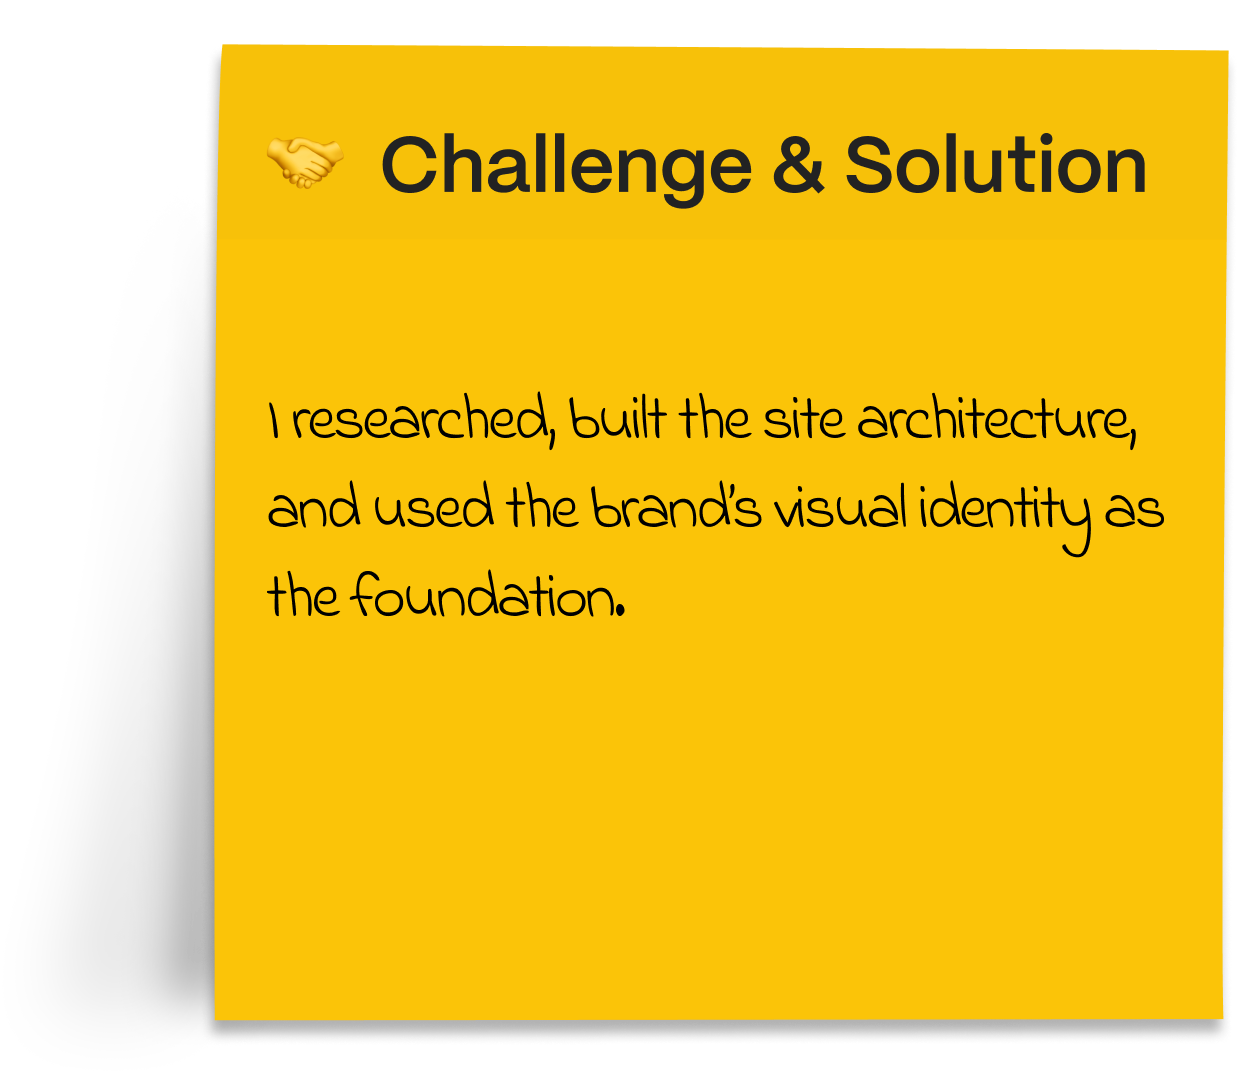 🤝 Challenge & Solution
I researched, built the site architecture,
and used the brand's visual identity as
the foundation.